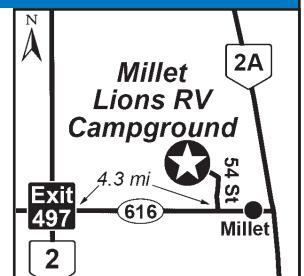 N
2A
Millet
Lions RV
Campground
54 St
4.3 mi
Exit
497
616
Millet
2